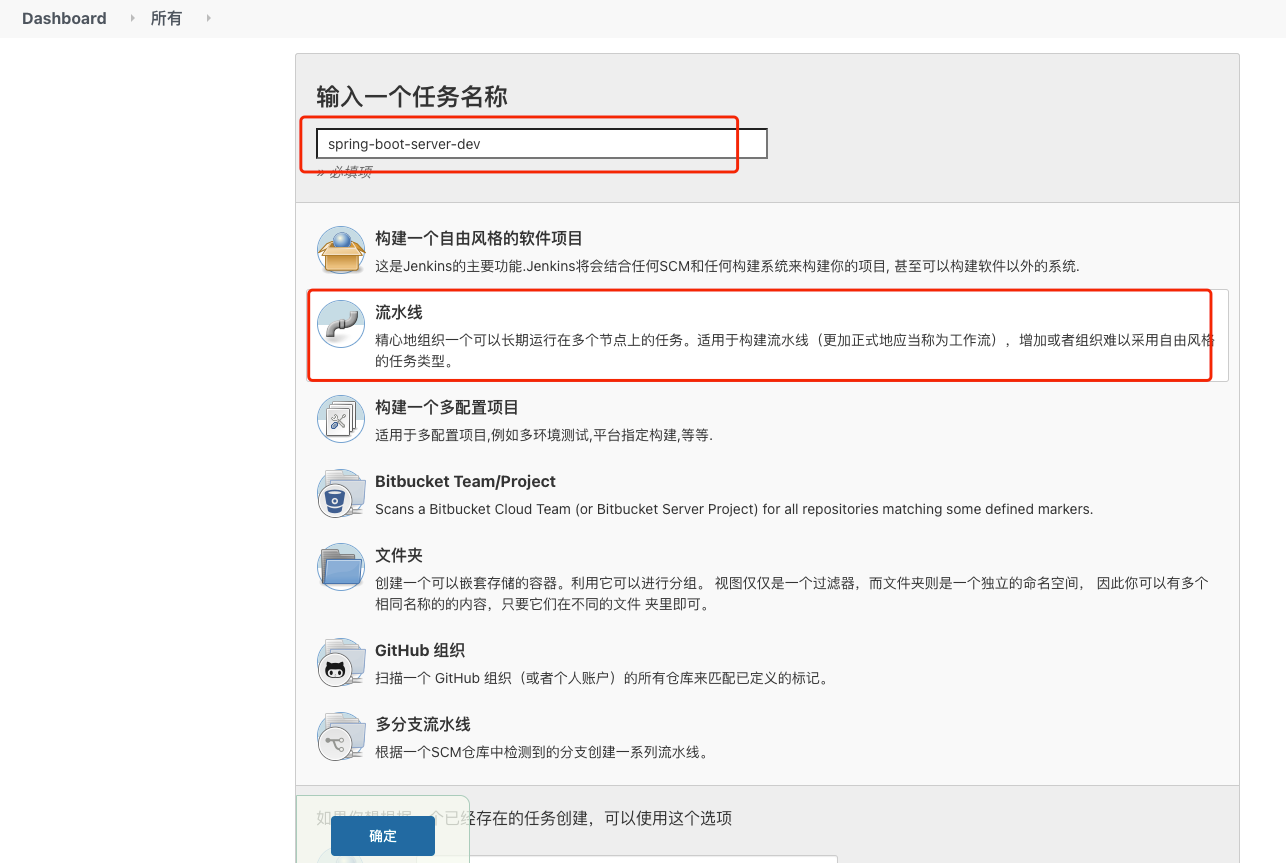 Dashboard 所有
输入一个任务名称
spring-boot-server-dev
» 必填项
构建一个自由风格的软件项目
这是Jenkins的主要功能.Jenkins将会结合任何SCM和任何构建系统来构建你的项目, 甚至可以构建软件以外的系统.
流水线
精心地组织一个可以长期运行在多个节点上的任务。适用于构建流水线（更加正式地应当称为工作流），增加或者组织难以采用自由风格
的任务类型。
构建一个多配置项目
适用于多配置项目,例如多环境测试,平台指定构建,等等.
Bitbucket Team/Project
Scans a Bitbucket Cloud Team (or Bitbucket Server Project) for all repositories matching some defined markers.
文件夹
创建一个可以嵌套存储的容器。利用它可以进行分组。 视图仅仅是一个过滤器，而文件夹则是一个独立的命名空间， 因此你可以有多个
相同名称的的内容，只要它们在不同的文件 夹里即可。
GitHub 组织
扫描一个 GitHub 组织（或者个人账户）的所有仓库来匹配已定义的标记。
多分支流水线
根据一个SCM仓库中检测到的分支创建一系列流水线。
如果你想根据一个已经存在的任务创建，可以使用这个选项
确定